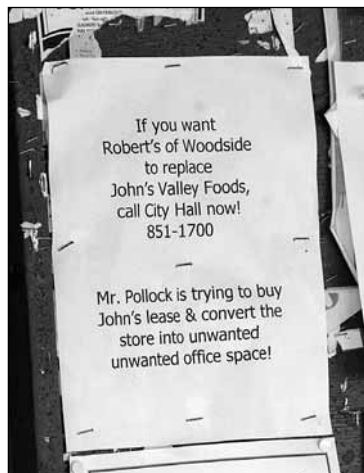 If you want
Robert's of Woodside
to replace
John's Valley Foods,
call City Hall now!
851-1700
Mr. Pollock is trying to buy
John's lease & convert the
store into unwanted
unwanted office space!